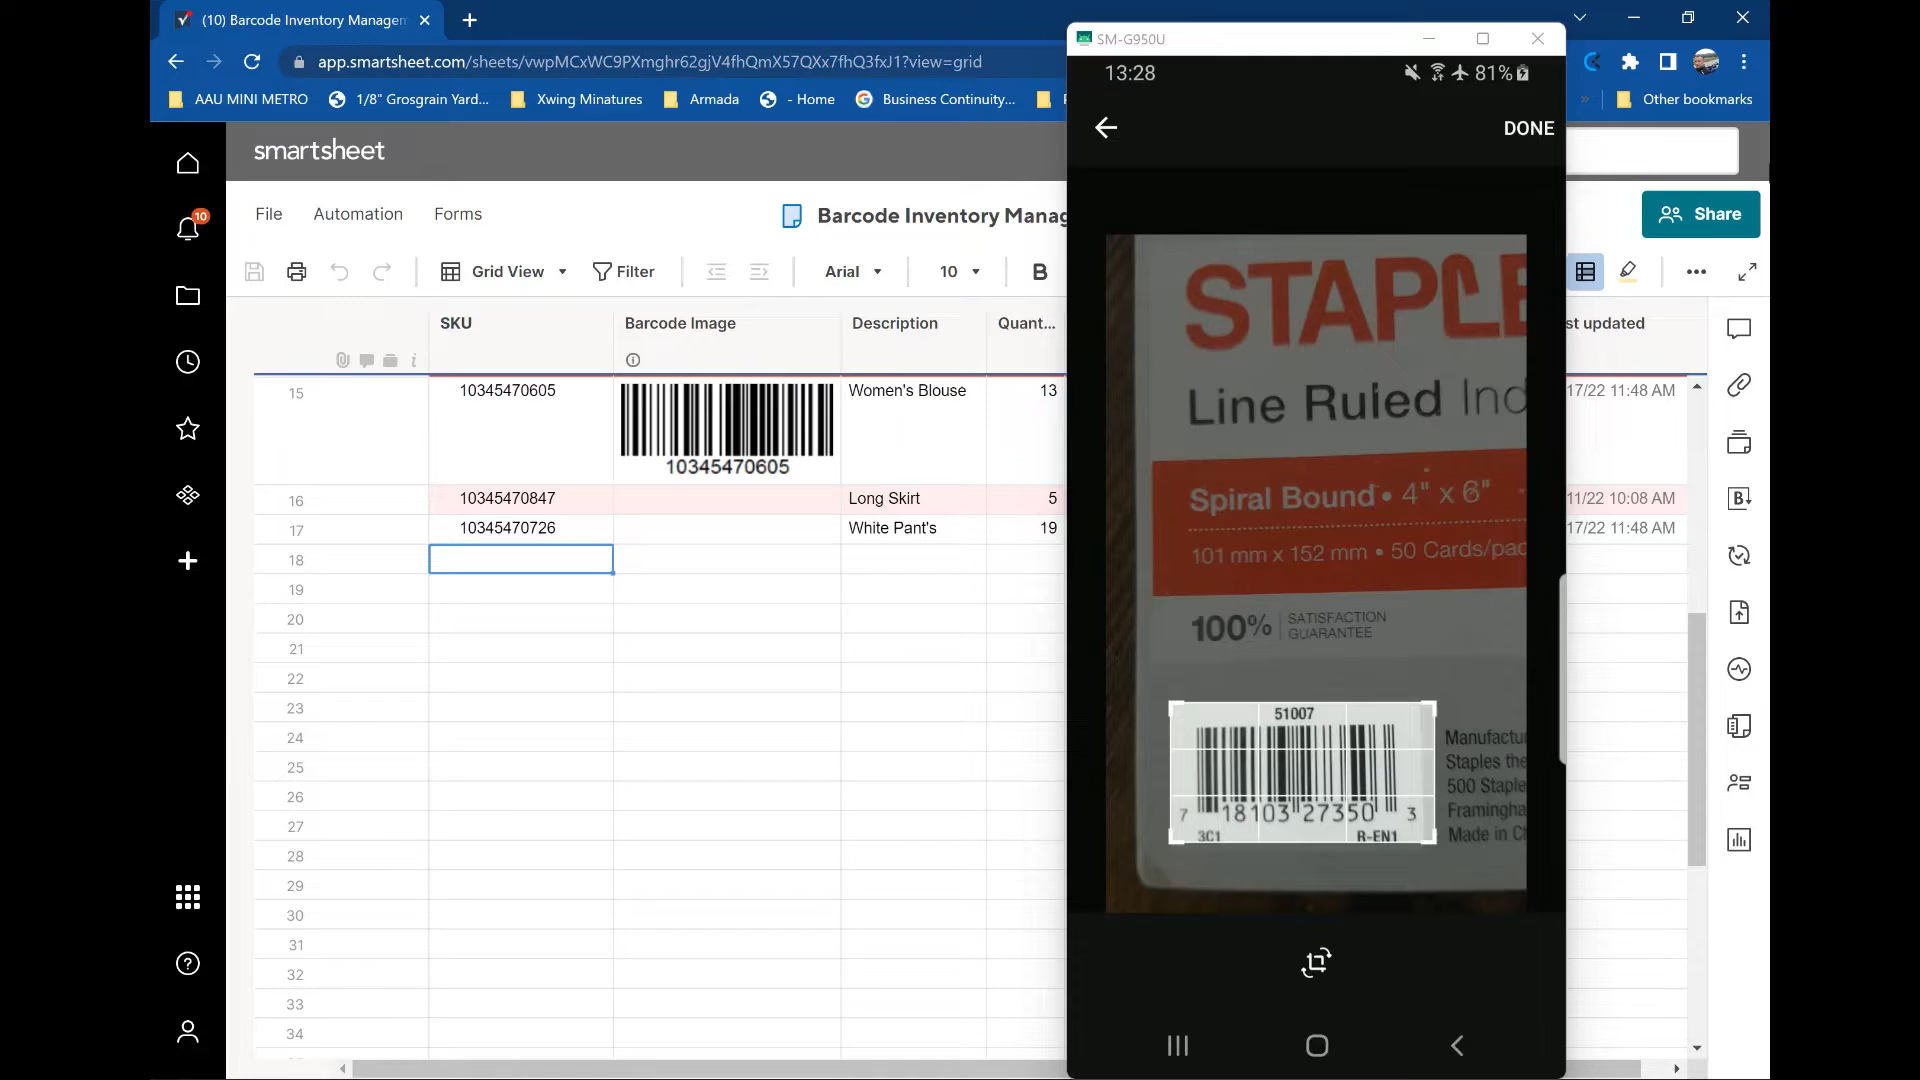 (10) Barcode Inventory Managem
app.smartsheet.com/sheets/vwpMCxWC9PXmghr62gjV4fhQmX57QXx7fhQ3fxJ1?view=grid
AAU MINI METRO
1/8" Grosgrain Yard...
Xwing Minatures
Armada
- Home
Business Continuity...
Other bookmarks
smartsheet
10
File
Automation
Forms
Barcode Inventory Manag
Share
Grid View
Filter
Arial
10
B
SKU
Barcode Image
Description
Quant...
st updated
15
10345470605
10345470605
Women's Blouse
13
17/22 11:48 AM
16
10345470847
Long Skirt
5
11/22 10:08 AM
17
10345470726
White Pant's
19
17/22 11:48 AM
18
19
20
21
22
23
24
25
26
27
28
29
30
31
32
33
34
SM-G950U
13:28
81%
DONE
STAPLE
Line Ruled Ind
Spiral Bound • 4" x 6"
101 mm x 152 mm • 50 Cards/pac
100%
SATISFACTION
GUARANTEE
51007
7 18103 27350 3
3C1
R-EN1
Manufactu
Staples the
500 Staple
Framingha
Made in Ch